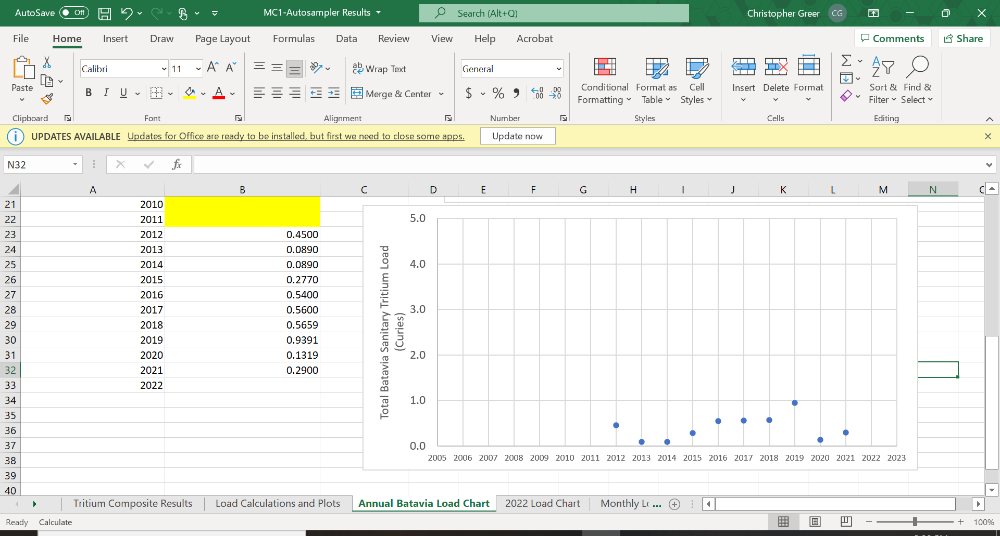 AutoSave Off MC1-Autosampler Results Search (Alt+Q) Christopher Greer CG
File Home Insert Draw Page Layout Formulas Data Review View Help Acrobat Comments Share
Paste Calibri 11 ab Wrap Text General Conditional Formatting Format as Table Cell Styles Insert Delete Format Sort & Filter Find & Select
B I U A Merge & Center $ % 9
Clipboard Font Alignment Number Styles Cells Editing
UPDATES AVAILABLE Updates for Office are ready to be installed, but first we need to close some apps. Update now
N32 fx
A B C D E F G H I J K L M N
21 2010
22 2011
23 2012 0.4500
24 2013 0.0890
25 2014 0.0890
26 2015 0.2770
27 2016 0.5400
28 2017 0.5600
29 2018 0.5659
30 2019 0.9391
31 2020 0.1319
32 2021 0.2900
33 2022
34
35
36
37
38
39
40
Total Batavia Sanitary Tritium Load
(Curies)
5.0
4.0
3.0
2.0
1.0
0.0
2005 2006 2007 2008 2009 2010 2011 2012 2013 2014 2015 2016 2017 2018 2019 2020 2021 2022 2023
Tritium Composite Results Load Calculations and Plots Annual Batavia Load Chart 2022 Load Chart Monthly Lo ...
Ready Calculate 100%